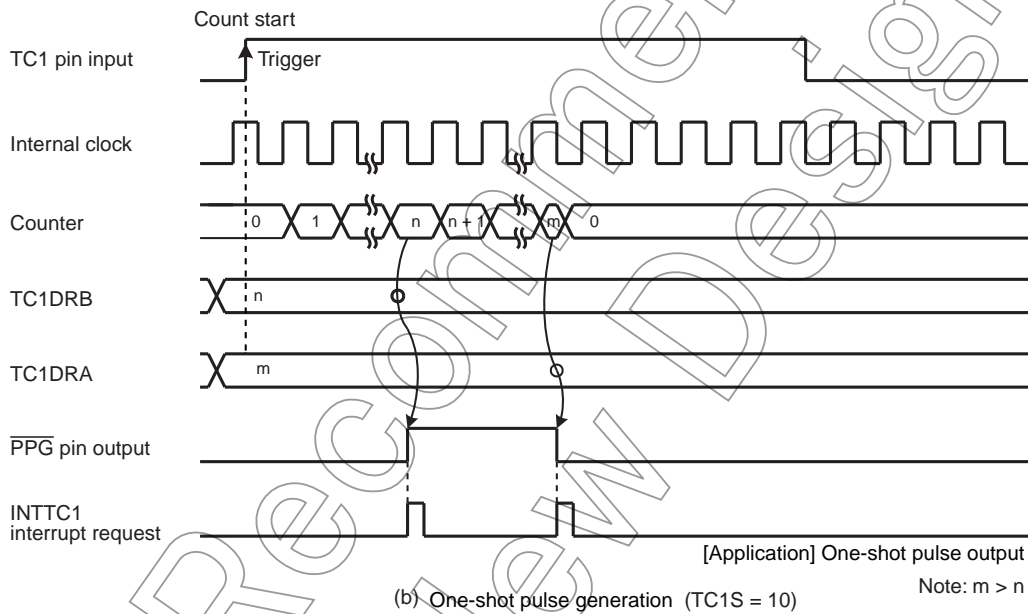 Count start
TC1 pin input
Trigger
Internal clock
Counter
0 1 n n + 1 m 0
TC1DRB
n
TC1DRA
m
PPG pin output
INTTC1
interrupt request
[Application] One-shot pulse output
Note: m > n
(b) One-shot pulse generation (TC1S = 10)